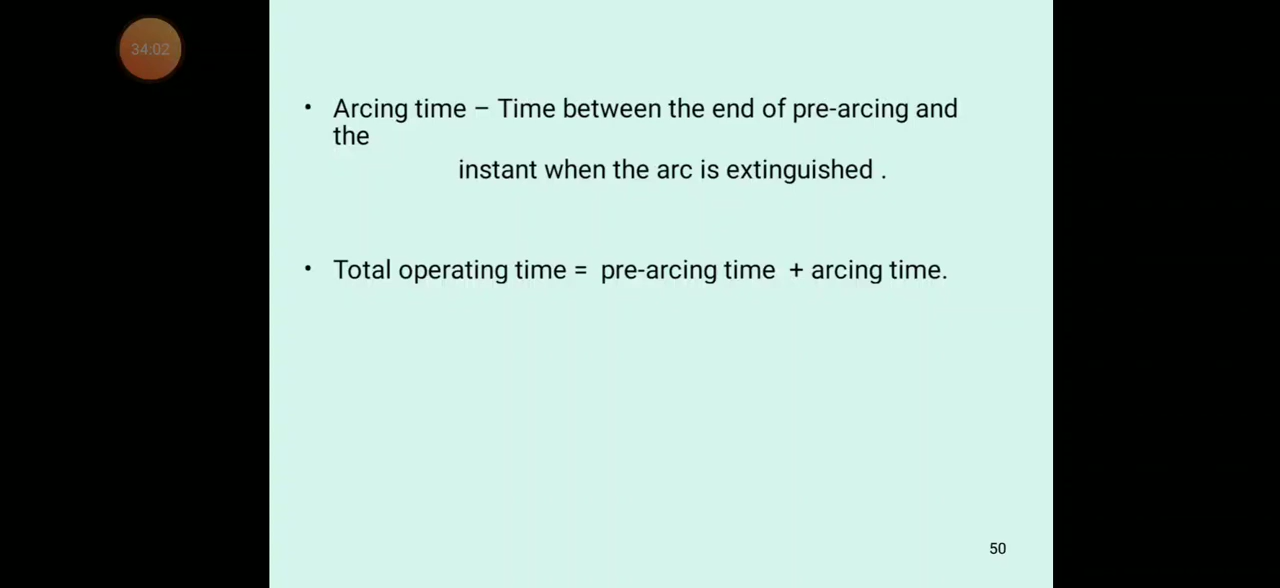 34:02
• Arcing time – Time between the end of pre-arcing and
the
instant when the arc is extinguished .
• Total operating time = pre-arcing time + arcing time.
50